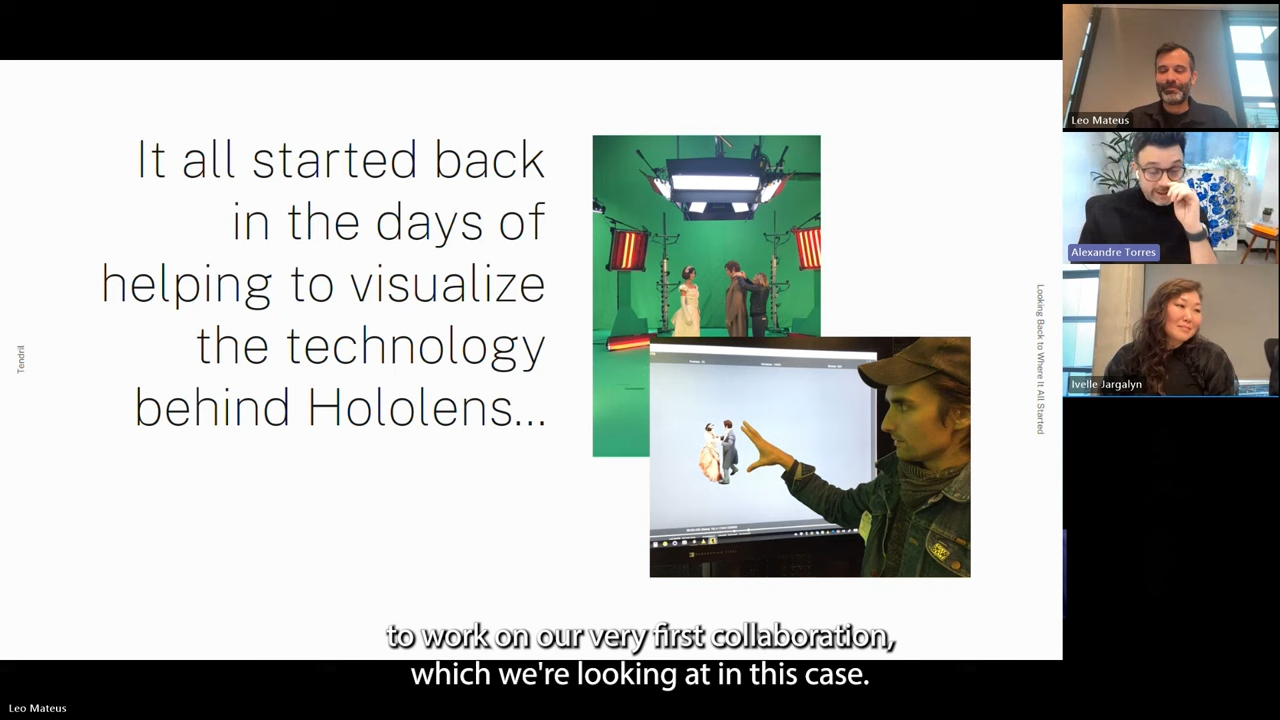 It all started back
in the days of
helping to visualize
the technology
behind Hololens...
Tendril
Looking Back to Where It All Started
Leo Mateus
Alexandre Torres
Ivelle Jargalyn
to work on our very first collaboration,
which we're looking at in this case.
Leo Mateus